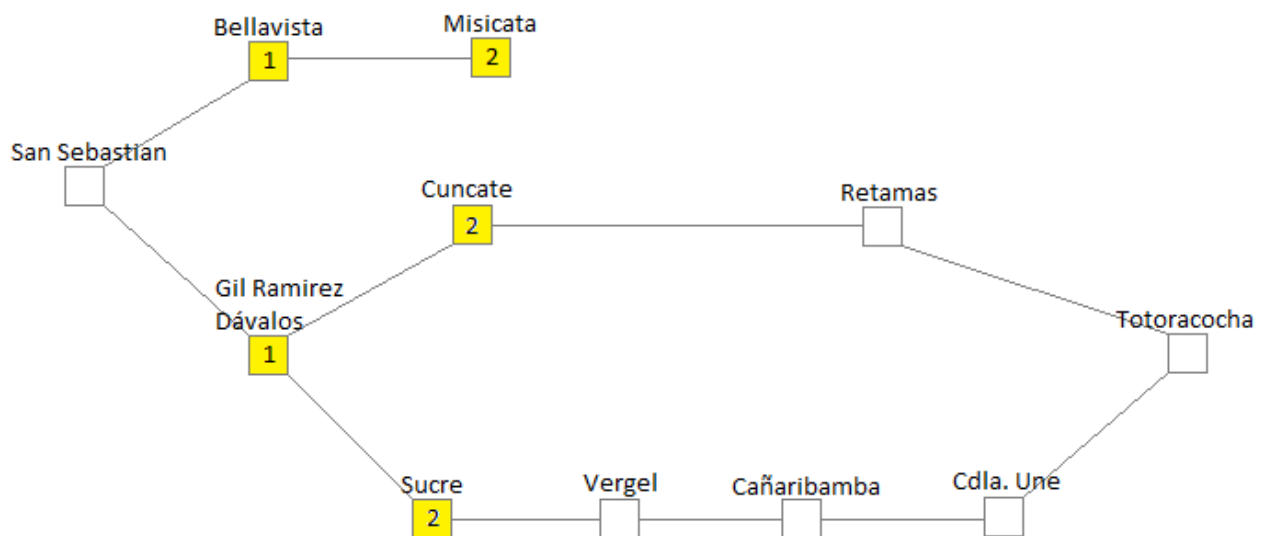 Bellavista
Misicata
1
2
San Sebastian
Cuncate
2
Retamas
Gil Ramirez
Dávalos
1
Totoracocha
Sucre
2
Vergel
Cañaribamba
Cdla. Une